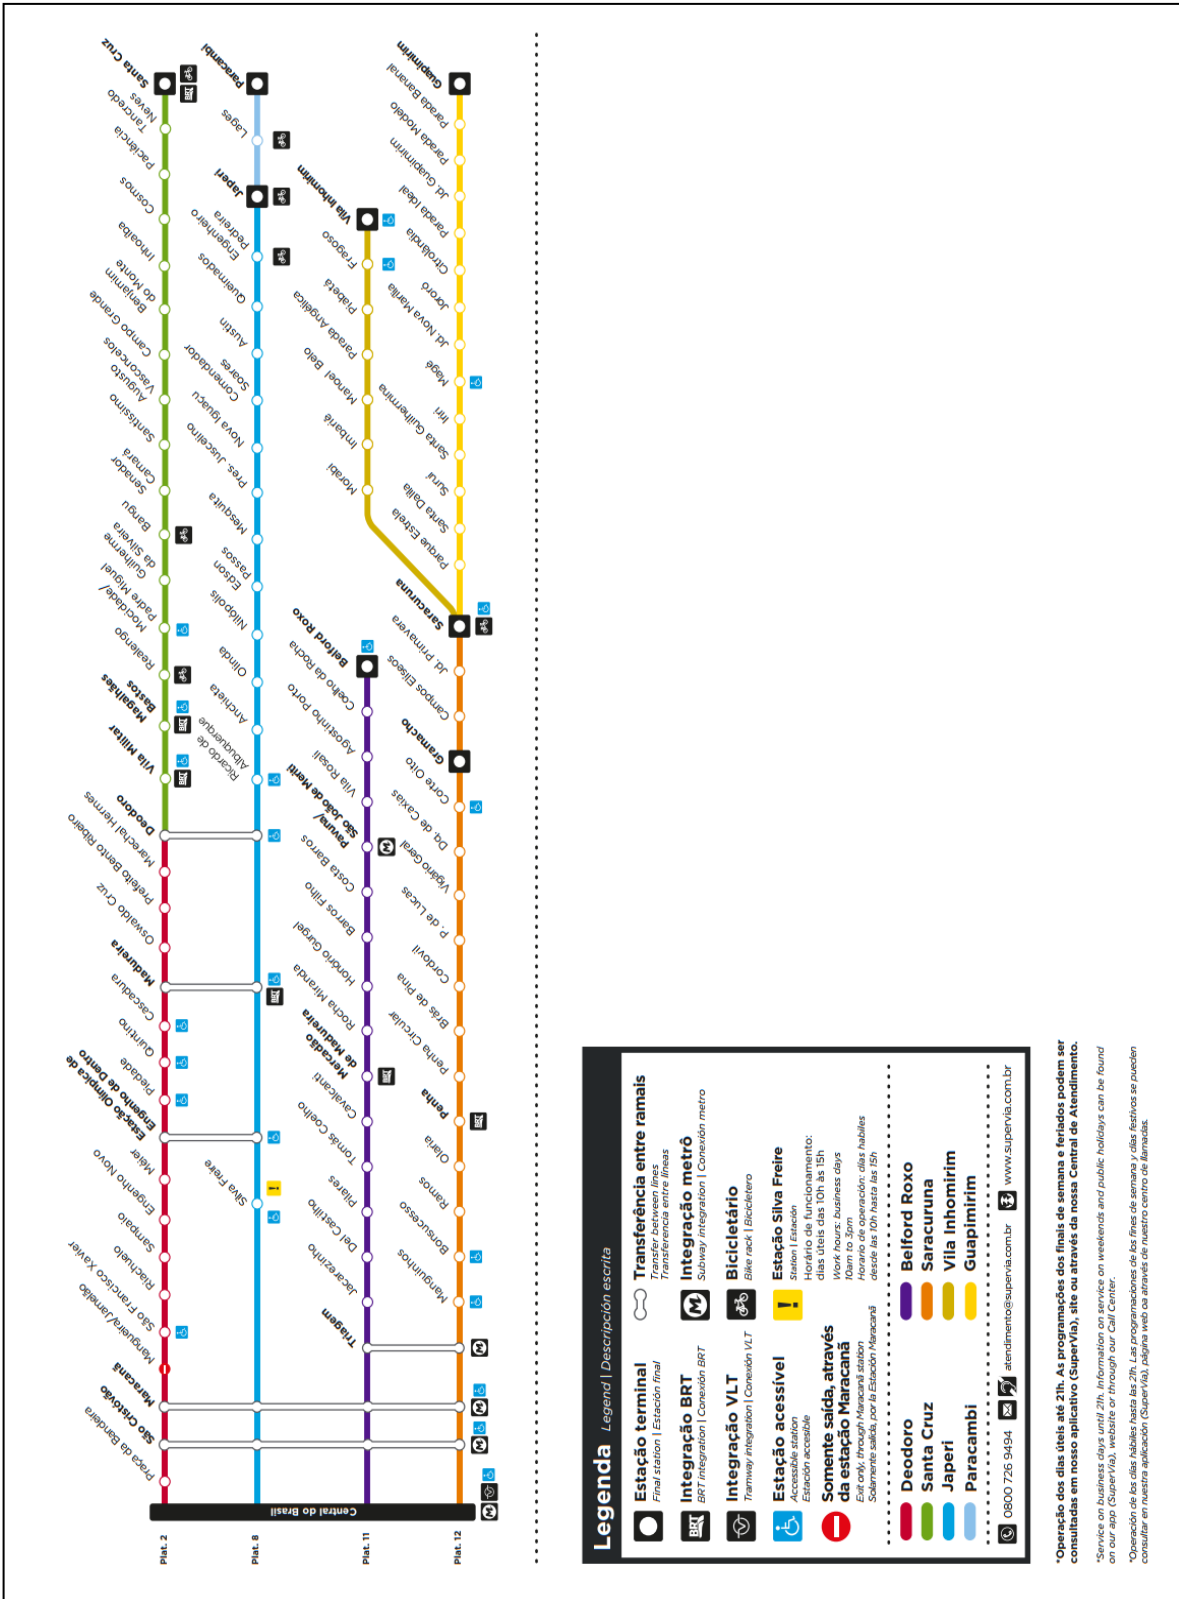 Plat. 2
Plat. 8
Plat. 11
Plat. 12
Central do Brasil
Praça da Bandeira
São Cristóvão
Maracanã
Mangueira/Jamelão
São Francisco Xavier
Riachuelo
Sampaio
Engenho Novo
Méier
Estação Olímpica de
Engenho de Dentro
Piedade
Quintino
Cascadura
Madureira
Oswaldo Cruz
Prefeito Bento Ribeiro
Marechal Hermes
Deodoro
Vila Militar
BRT
Magalhães
Bastos
BRT
Realengo
Mocidade/
Padre Miguel
Guilherme
da Silveira
Bangu
Senador
Camará
Santíssimo
Augusto
Vasconcelos
Campo Grande
Benjamim
do Monte
Inhoaíba
Cosmos
Paciência
Tancredo
Neves
Santa Cruz
BRT
Silva Freire
!
BRT
Ricardo de
Albuquerque
Anchieta
Olinda
Nilópolis
Edson
Passos
Mesquita
Pres. Juscelino
Nova Iguaçu
Comendador
Soares
Austin
Queimados
Engenheiro
Pedreira
Japeri
Lages
Paracambi
Triagem
Jacarezinho
Del Castilho
Pilares
Tomás Coelho
Cavalcanti
Mercadão
de Madureira
BRT
Rocha Miranda
Honório Gurgel
Barros Filho
Costa Barros
Pavuna/
São João de Meriti
M
Vila Rosali
Agostinho Porto
Coelho da Rocha
Belford Roxo
M
M
M
M
Manguinhos
Bonsucesso
Ramos
Olaria
Penha
BRT
Penha Circular
Brás de Pina
Cordovil
P. de Lucas
Vigário Geral
Dq. de Caxias
Corte Oito
Gramacho
Campos Elíseos
Jd. Primavera
Saracuruna
Morabi
Imbariê
Manoel Belo
Parada Angélica
Piabetá
Fragoso
Vila Inhomirim
Parque Estrela
Santa Dalila
Suruí
Santa Guilhermina
Iriri
Magé
Jd. Nova Marília
Jororó
Citrolândia
Parada Ideal
Jd. Guapimirim
Parada Modelo
Parada Bananal
Guapimirim
Legenda Legend | Descripción escrita
Estação terminal
Final station | Estación final
BRT
Integração BRT
BRT integration | Conexión BRT
Integração VLT
Tramway integration | Conexión VLT
Estação acessível
Accessible station
Estación accesible
Somente saída, através
da estação Maracanã
Exit only, through Maracanã station
Solamente salida, por la Estación Maracanã
Transferência entre ramais
Transfer between lines
Transferencia entre líneas
M
Integração metrô
Subway integration | Conexión metro
Bicicletário
Bike rack | Bicicletero
!
Estação Silva Freire
Station | Estación
Horário de funcionamento:
dias úteis das 10h às 15h
Work hours: business days
10am to 3pm
Horario de operación: días hábiles
desde las 10h hasta las 15h
Deodoro
Santa Cruz
Japeri
Paracambi
Belford Roxo
Saracuruna
Vila Inhomirim
Guapimirim
0800 726 9494 atendimento@supervia.com.br www.supervia.com.br
*Operação dos dias úteis até 21h. As programações dos finais de semana e feriados podem ser
consultadas em nosso aplicativo (SuperVia), site ou através da nossa Central de Atendimento.
*Service on business days until 21h. Information on service on weekends and public holidays can be found
on our app (SuperVia), website or through our Call Center.
*Operación de los días hábiles hasta las 21h. Las programaciones de los fines de semana y días festivos se pueden
consultar en nuestra aplicación (SuperVia), página web oa através de nuestro centro de llamadas.